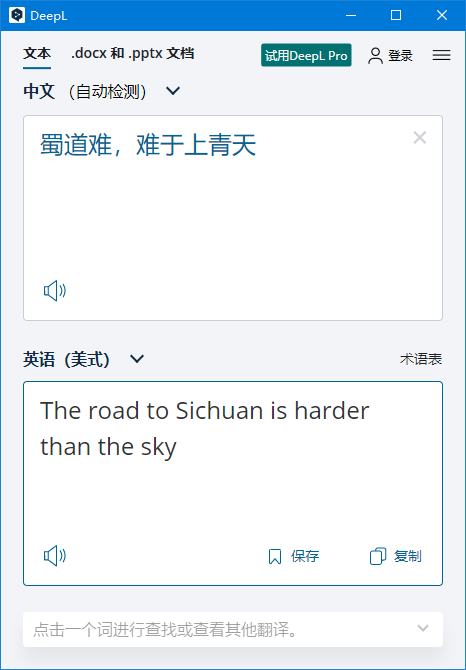 DeepL
文本 .docx 和 .pptx 文档 试用DeepL Pro 登录
中文 （自动检测）
蜀道难，难于上青天
英语（美式） 术语表
The road to Sichuan is harder
than the sky
保存 复制
点击一个词进行查找或查看其他翻译。